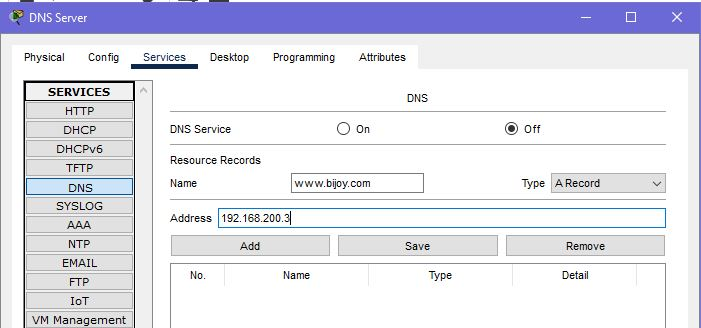 DNS Server
Physical Config Services Desktop Programming Attributes
SERVICES
HTTP
DHCP
DHCPv6
TFTP
DNS
SYSLOG
AAA
NTP
EMAIL
FTP
IoT
VM Management
DNS
DNS Service On Off
Resource Records
Name www.bijoy.com Type A Record
Address 192.168.200.3
Add Save Remove
No. Name Type Detail